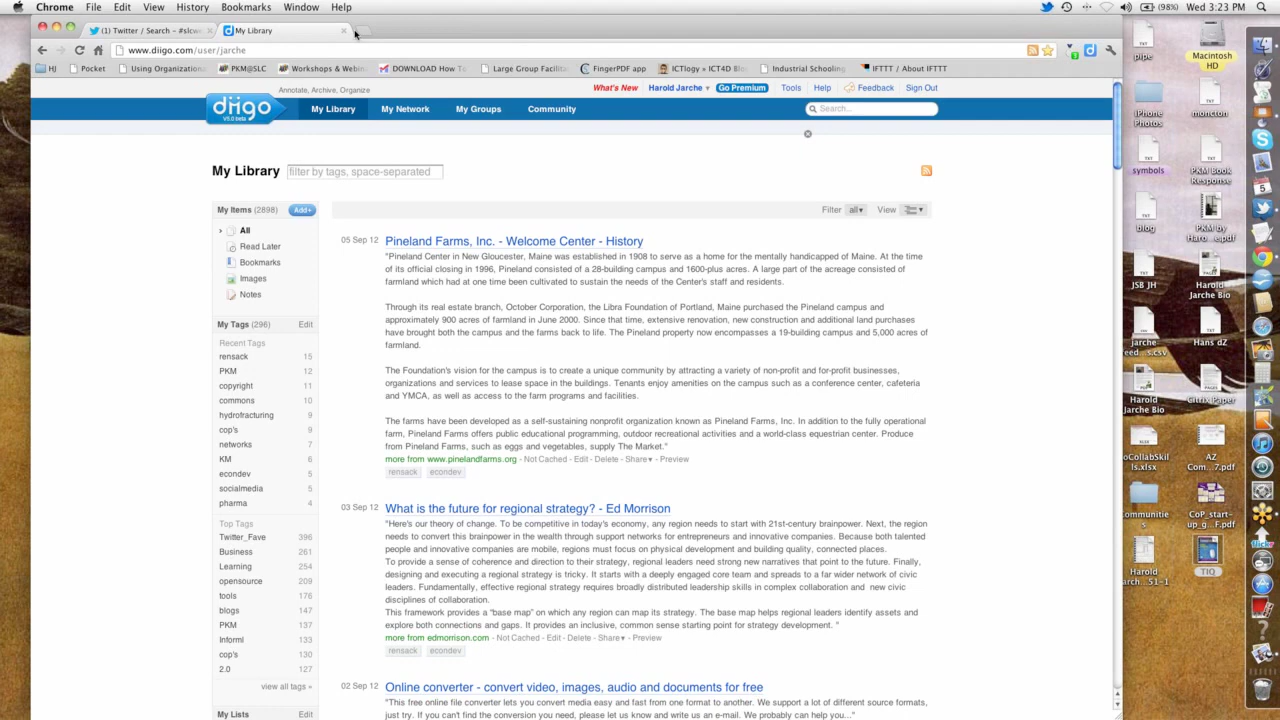 Chrome File Edit View History Bookmarks Window Help
(98%) Wed 3:23 PM
(1) Twitter / Search - #slcw
My Library
www.diigo.com/user/jarche
HJ Pocket Using Organization PKM@SLC Workshops & Webin DOWNLOAD How T Large-Group Facilit FingerPDF app ICTlogy » ICT4D Blo Industrial Schooling IFTTT / About IFTTT
Annotate, Archive, Organize
What's New Harold Jarche Go Premium Tools Help Feedback Sign Out
diigo
V5.0 beta
My Library My Network My Groups Community
Search...
My Library filter by tags, space-separated
My Items (2898) Add+
All
Read Later
Bookmarks
Images
Notes
My Tags (296) Edit
Recent Tags
rensack 15
PKM 12
copyright 11
commons 10
hydrofracturing 9
cop's 9
networks 7
KM 6
econdev 5
socialmedia 5
pharma 4
Top Tags
Twitter_Fave 396
Business 261
Learning 254
opensource 209
tools 176
blogs 147
PKM 137
Informl 133
cop's 130
2.0 127
view all tags »
My Lists Edit
Filter all View
05 Sep 12 Pineland Farms, Inc. - Welcome Center - History
"Pineland Center in New Gloucester, Maine was established in 1908 to serve as a home for the mentally handicapped of Maine. At the
time of its official closing in 1996, Pineland consisted of a 28-building campus and 1600-plus acres. A large part of the acreage consisted of
farmland which had at one time been cultivated to sustain the needs of the Center's staff and residents.
Through its real estate branch, October Corporation, the Libra Foundation of Portland, Maine purchased the Pineland campus and
approximately 900 acres of farmland in June 2000. Since that time, extensive renovation, new construction and additional land purchases
have brought both the campus and the farms back to life. The Pineland property now encompasses a 19-building campus and 5,000 acres of
farmland.
The Foundation's vision for the campus is to create a unique community by attracting a variety of non-profit and for-profit businesses,
organizations and services to lease space in the buildings. Tenants enjoy amenities on the campus such as a conference center, cafeteria
and YMCA, as well as access to the farm programs and facilities.
The farms have been developed as a self-sustaining nonprofit organization known as Pineland Farms, Inc. In addition to the fully operational
farm, Pineland Farms offers public educational programming, outdoor recreational activities and a world-class equestrian center. Produce
from Pineland Farms, such as eggs and vegetables, supply The Market."
more from www.pinelandfarms.org - Not Cached - Edit - Delete - Share - Preview
rensack econdev
03 Sep 12 What is the future for regional strategy? - Ed Morrison
"Here's our theory of change. To be competitive in today's economy, any region needs to start with 21st-century brainpower. Next, the region
needs to convert this brainpower in the wealth through support networks for entrepreneurs and innovative companies. Because both talented
people and innovative companies are mobile, regions must focus on physical development and building quality, connected places.
To provide a sense of coherence and direction to their strategy, regional leaders need strong new narratives that point to the future. Finally,
designing and executing a regional strategy is tricky. It starts with a deeply engaged core team and spreads to a far wider network of civic
leaders. Fundamentally, effective regional strategy requires broadly distributed leadership skills in complex collaboration and new civic
disciplines of collaboration.
This framework provides a "base map" on which any region can map its strategy. The base map helps regional leaders identify assets and
explore both connections and gaps. It provides an inclusive, common sense starting point for strategy development. "
more from edmorrison.com - Not Cached - Edit - Delete - Share - Preview
rensack econdev
02 Sep 12 Online converter - convert video, images, audio and documents for free
"This free online file converter lets you convert media easy and fast from one format to another. We support a lot of different source formats,
just try. If you can't find the conversion you need, please let us know and write us an e-mail. We probably can help you..."
pipe
Macintosh
HD
iPhone
Photos
moncton
symbols
PKM Book
Response
blog
PKM by
Haro...e.pdf
JSB JH
Harold
Jarche Bio
jarche
feed...s.csv
Hans dZ
Harold
Jarche Bio
Citrix Paper
oCollabSkil
ls.xlsx
AZ
Com...7.pdf
Communitie
s
CoP_start-
up_g...F.pdf
Harold
arch...51-1
TIQ
flickr